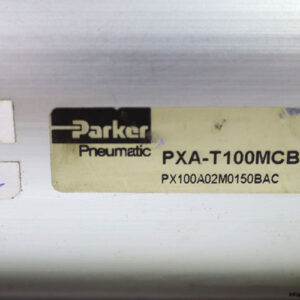 Parker
Pneumatic
PXA-T100MCB
PX100A02M0150BAC